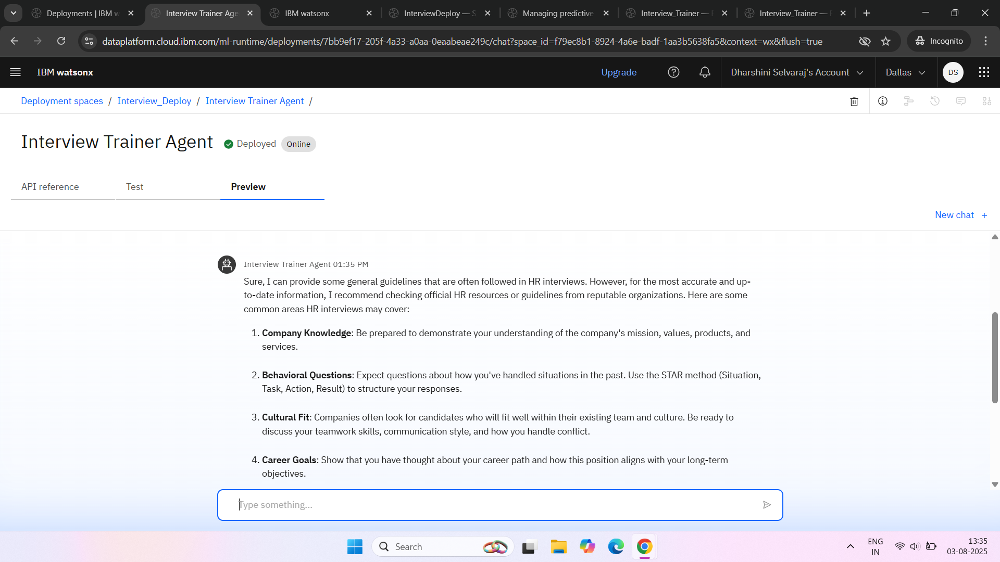 Deployments | IBM w
Interview Trainer Age
IBM watsonx
InterviewDeploy — S
Managing predictive
Interview_Trainer —
Interview_Trainer —
dataplatform.cloud.ibm.com/ml-runtime/deployments/7bb9ef17-205f-4a33-a0aa-0eaabeae249c/chat?space_id=f79ec8b1-8924-4a6e-badf-1aa3b5638fa5&context=wx&flush=true
Incognito
IBM watsonx
Upgrade
Dharshini Selvaraj's Account
Dallas
DS
Deployment spaces / Interview_Deploy / Interview Trainer Agent /
Interview Trainer Agent
Deployed
Online
API reference
Test
Preview
New chat +
Interview Trainer Agent 01:35 PM
Sure, I can provide some general guidelines that are often followed in HR interviews. However, for the most accurate and up-
to-date information, I recommend checking official HR resources or guidelines from reputable organizations. Here are some
common areas HR interviews may cover:
1. Company Knowledge: Be prepared to demonstrate your understanding of the company's mission, values, products, and
services.
2. Behavioral Questions: Expect questions about how you've handled situations in the past. Use the STAR method (Situation,
Task, Action, Result) to structure your responses.
3. Cultural Fit: Companies often look for candidates who will fit well within their existing team and culture. Be ready to
discuss your teamwork skills, communication style, and how you handle conflict.
4. Career Goals: Show that you have thought about your career path and how this position aligns with your long-term
objectives.
Type something...
Search
ENG
IN
13:35
03-08-2025